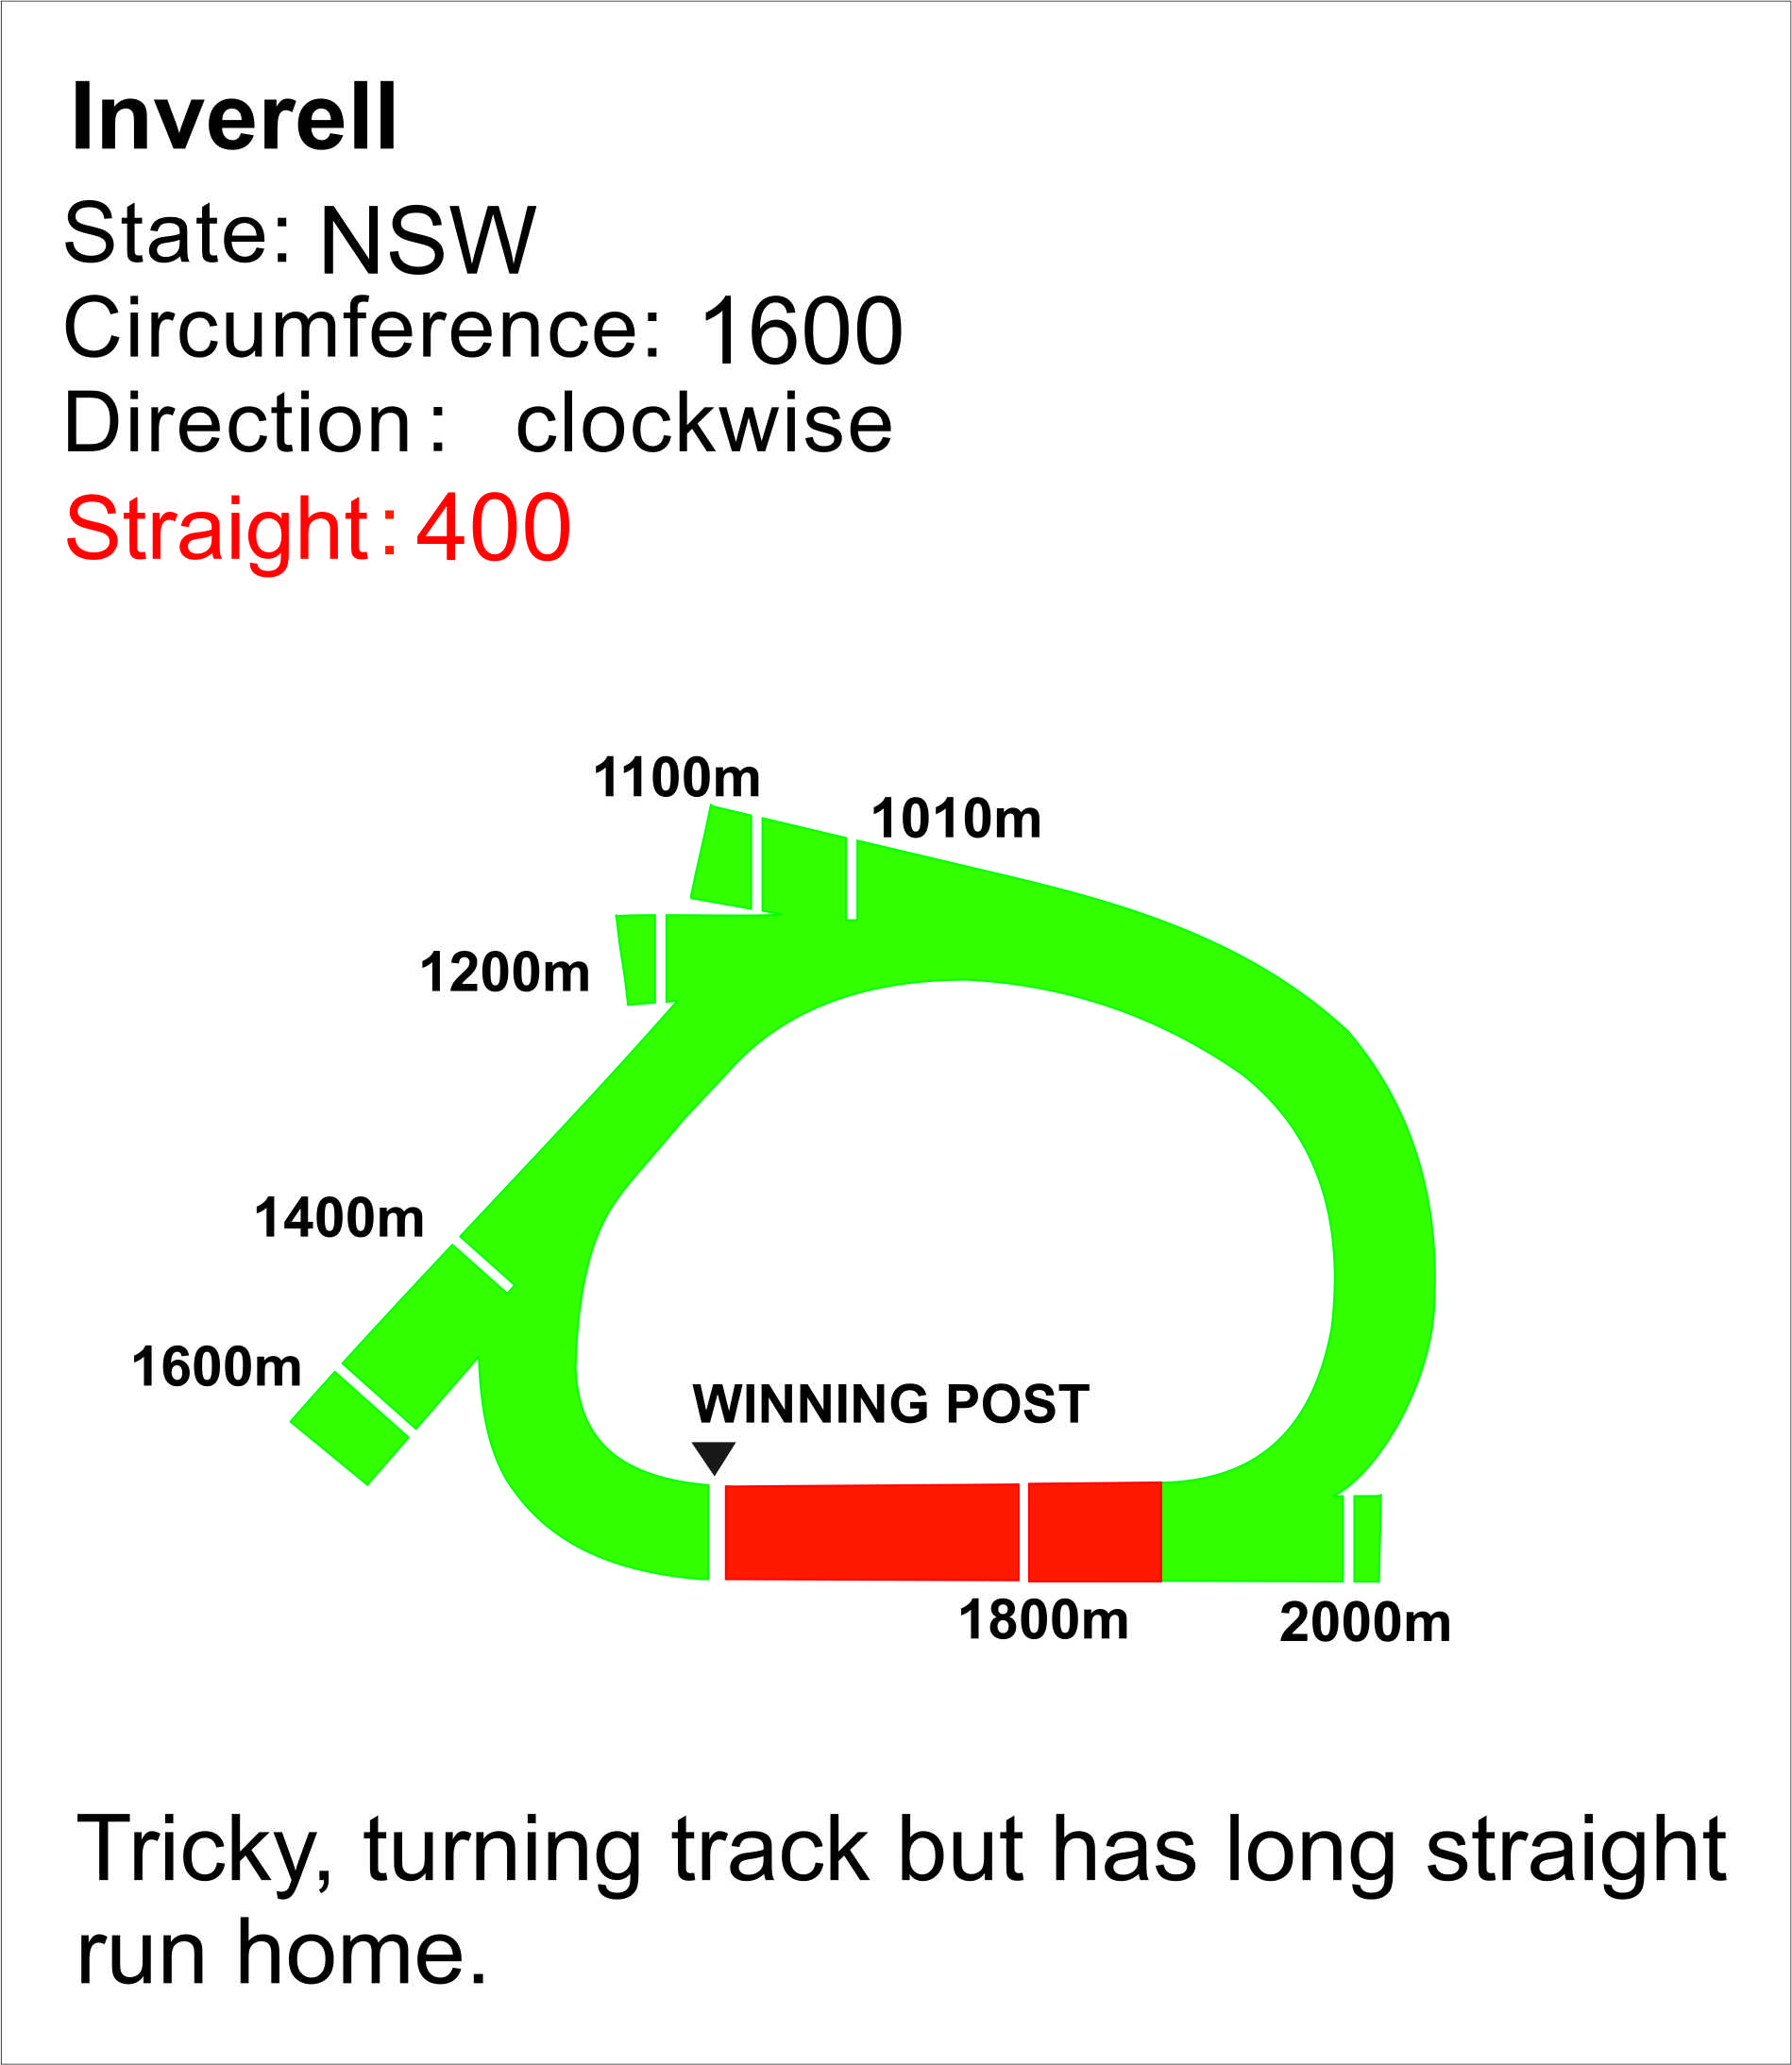 Inverell
State: NSW
Circumference: 1600
Direction : clockwise
Straight : 400
1100m
1010m
1200m
1400m
1600m
WINNING POST
1800m
2000m
Tricky, turning track but has long straight
run home.